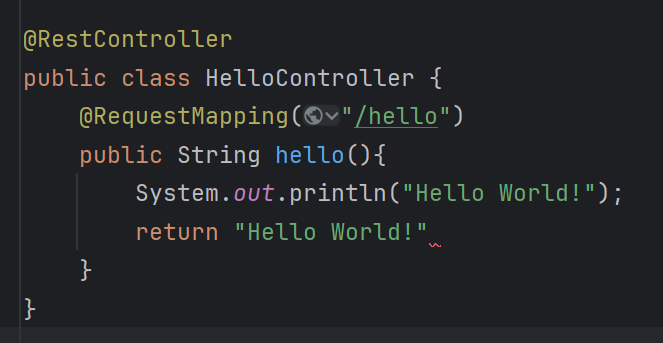 @RestController
public class HelloController {
    @RequestMapping("/hello")
    public String hello(){
        System.out.println("Hello World!");
        return "Hello World!"
    }
}